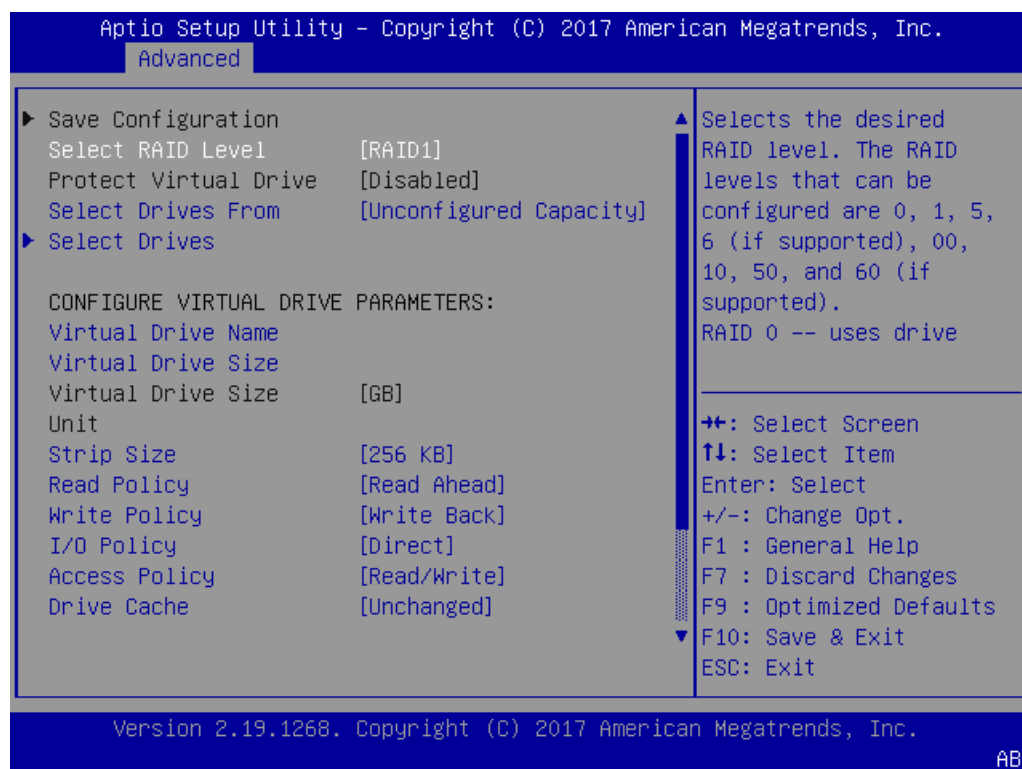 Aptio Setup Utility – Copyright (C) 2017 American Megatrends, Inc.
Advanced
Save Configuration
Select RAID Level [RAID1]
Protect Virtual Drive [Disabled]
Select Drives From [Unconfigured Capacity]
Select Drives
CONFIGURE VIRTUAL DRIVE PARAMETERS:
Virtual Drive Name
Virtual Drive Size
Virtual Drive Size [GB]
Unit
Strip Size [256 KB]
Read Policy [Read Ahead]
Write Policy [Write Back]
I/O Policy [Direct]
Access Policy [Read/Write]
Drive Cache [Unchanged]
Selects the desired
RAID level. The RAID
levels that can be
configured are 0, 1, 5,
6 (if supported), 00,
10, 50, and 60 (if
supported).
RAID 0 -- uses drive
→←: Select Screen
↑↓: Select Item
Enter: Select
+/-: Change Opt.
F1 : General Help
F7 : Discard Changes
F9 : Optimized Defaults
F10: Save & Exit
ESC: Exit
Version 2.19.1268. Copyright (C) 2017 American Megatrends, Inc.
AB